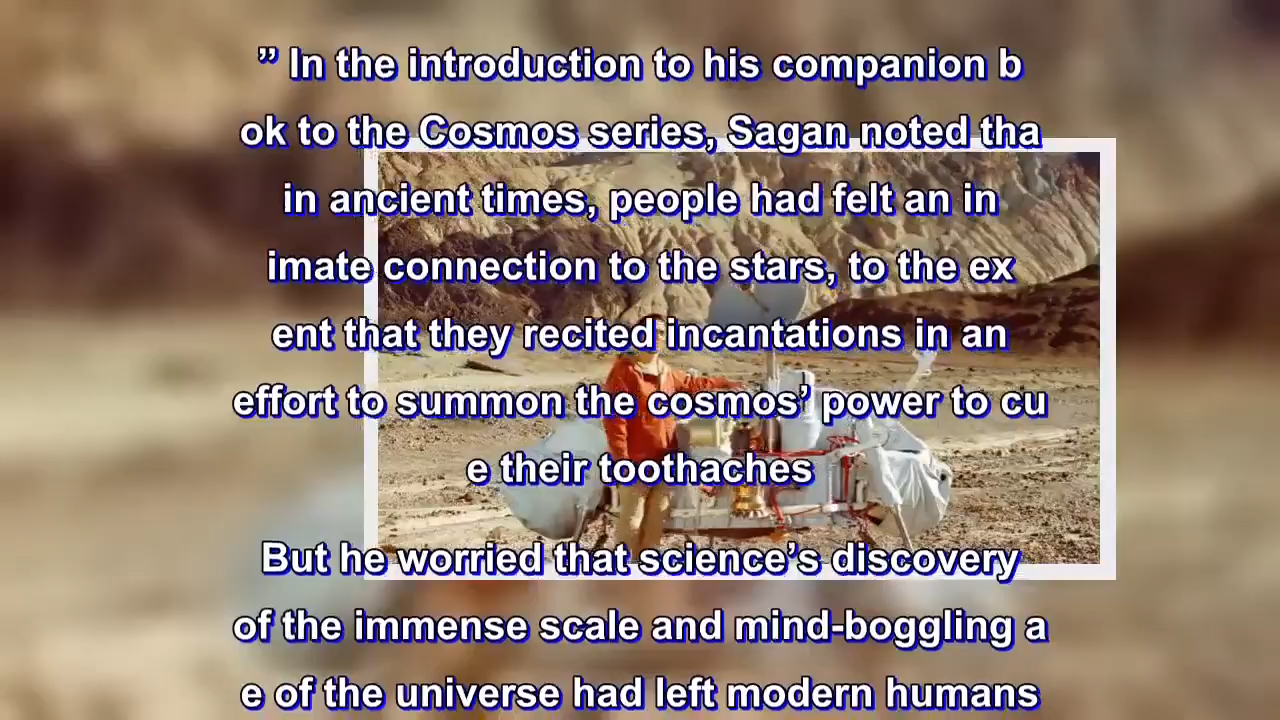 ” In the introduction to his companion b
ok to the Cosmos series, Sagan noted tha
in ancient times, people had felt an in
imate connection to the stars, to the ex
ent that they recited incantations in an
effort to summon the cosmos’ power to cu
e their toothaches
But he worried that science’s discovery
of the immense scale and mind-boggling a
e of the universe had left modern humans